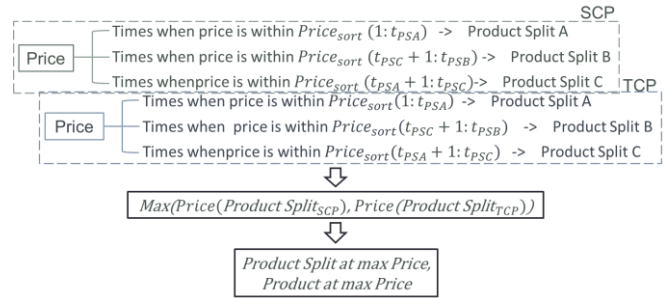 SCP
Times when price is within Price_sort (1: t_PSA) -> Product Split A
Price
Times when price is within Price_sort (t_PSC + 1: t_PSB) -> Product Split B
Times whenprice is within Price_sort (t_PSA + 1: t_PSC)-> Product Split C
TCP
Times when price is within Price_sort(1: t_PSA) -> Product Split A
Price
Times when price is within Price_sort(t_PSC + 1: t_PSB) -> Product Split B
Times whenprice is within Price_sort(t_PSA + 1: t_PSC) -> Product Split C
Max(Price(Product Split_SCP), Price(Product Split_TCP))
Product Split at max Price,
Product at max Price